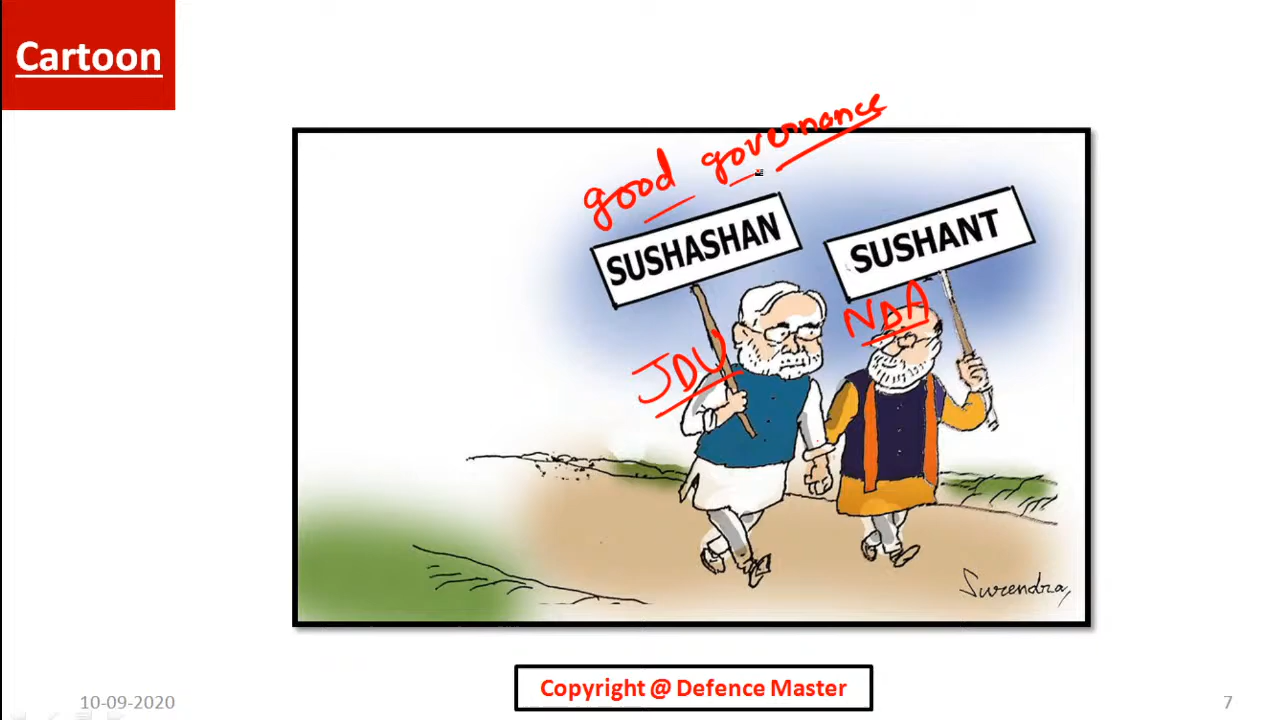 Cartoon
good governance
SUSHASHAN
SUSHANT
NDA
JDU
Surendra
Copyright @ Defence Master
10-09-2020
7